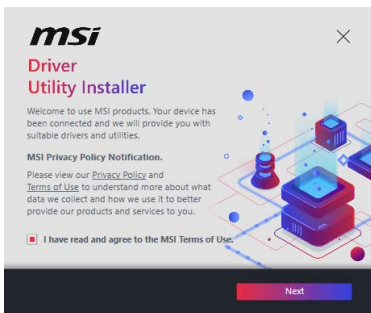 msi
Driver
Utility Installer
Welcome to use MSI products. Your device has
been connected and we will provide you with
suitable drivers and utilities.
MSI Privacy Policy Notification.
Please view our Privacy Policy and
Terms of Use to understand more about what
data we collect and how we use it to better
provide our products and services to you.
I have read and agree to the MSI Terms of Use.
Next